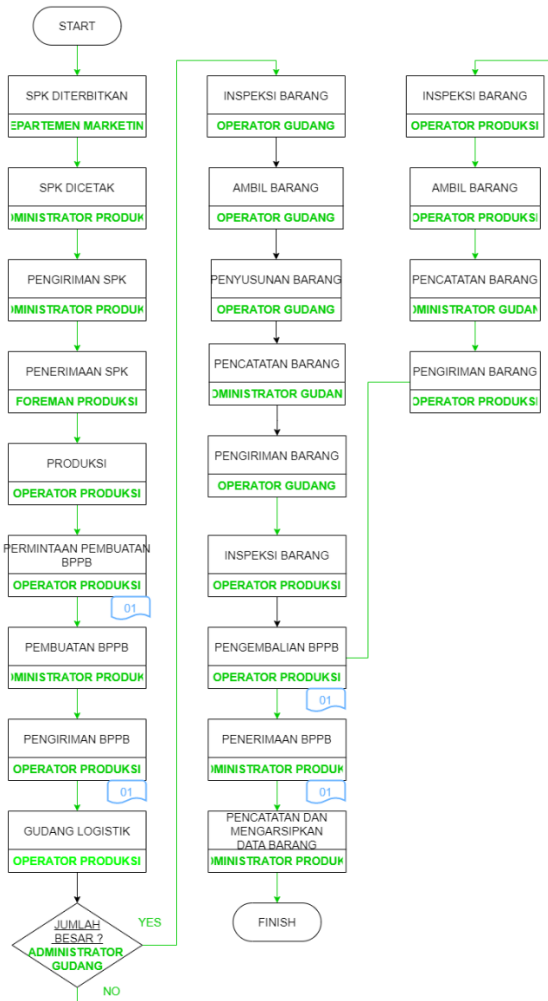 START
SPK DITERBITKAN
EPARTEMEN MARKETIN
SPK DICETAK
MINISTRATOR PRODUK
PENGIRIMAN SPK
MINISTRATOR PRODUK
PENERIMAAN SPK
FOREMAN PRODUKSI
PRODUKSI
OPERATOR PRODUKSI
PERMINTAAN PEMBUATAN
BPPB
OPERATOR PRODUKSI
01
PEMBUATAN BPPB
MINISTRATOR PRODUK
PENGIRIMAN BPPB
OPERATOR PRODUKSI
01
GUDANG LOGISTIK
OPERATOR PRODUKSI
JUMLAH
BESAR ?
ADMINISTRATOR
GUDANG
YES
NO
INSPEKSI BARANG
OPERATOR GUDANG
AMBIL BARANG
OPERATOR GUDANG
PENYUSUNAN BARANG
OPERATOR GUDANG
PENCATATAN BARANG
DMINISTRATOR GUDAN
PENGIRIMAN BARANG
OPERATOR GUDANG
INSPEKSI BARANG
OPERATOR PRODUKSI
PENGEMBALIAN BPPB
OPERATOR PRODUKSI
01
PENERIMAAN BPPB
MINISTRATOR PRODUK
01
PENCATATAN DAN
MENGARSIPKAN
DATA BARANG
MINISTRATOR PRODUK
FINISH
INSPEKSI BARANG
OPERATOR PRODUKSI
AMBIL BARANG
OPERATOR PRODUKSI
PENCATATAN BARANG
MINISTRATOR GUDAN
PENGIRIMAN BARANG
OPERATOR PRODUKSI